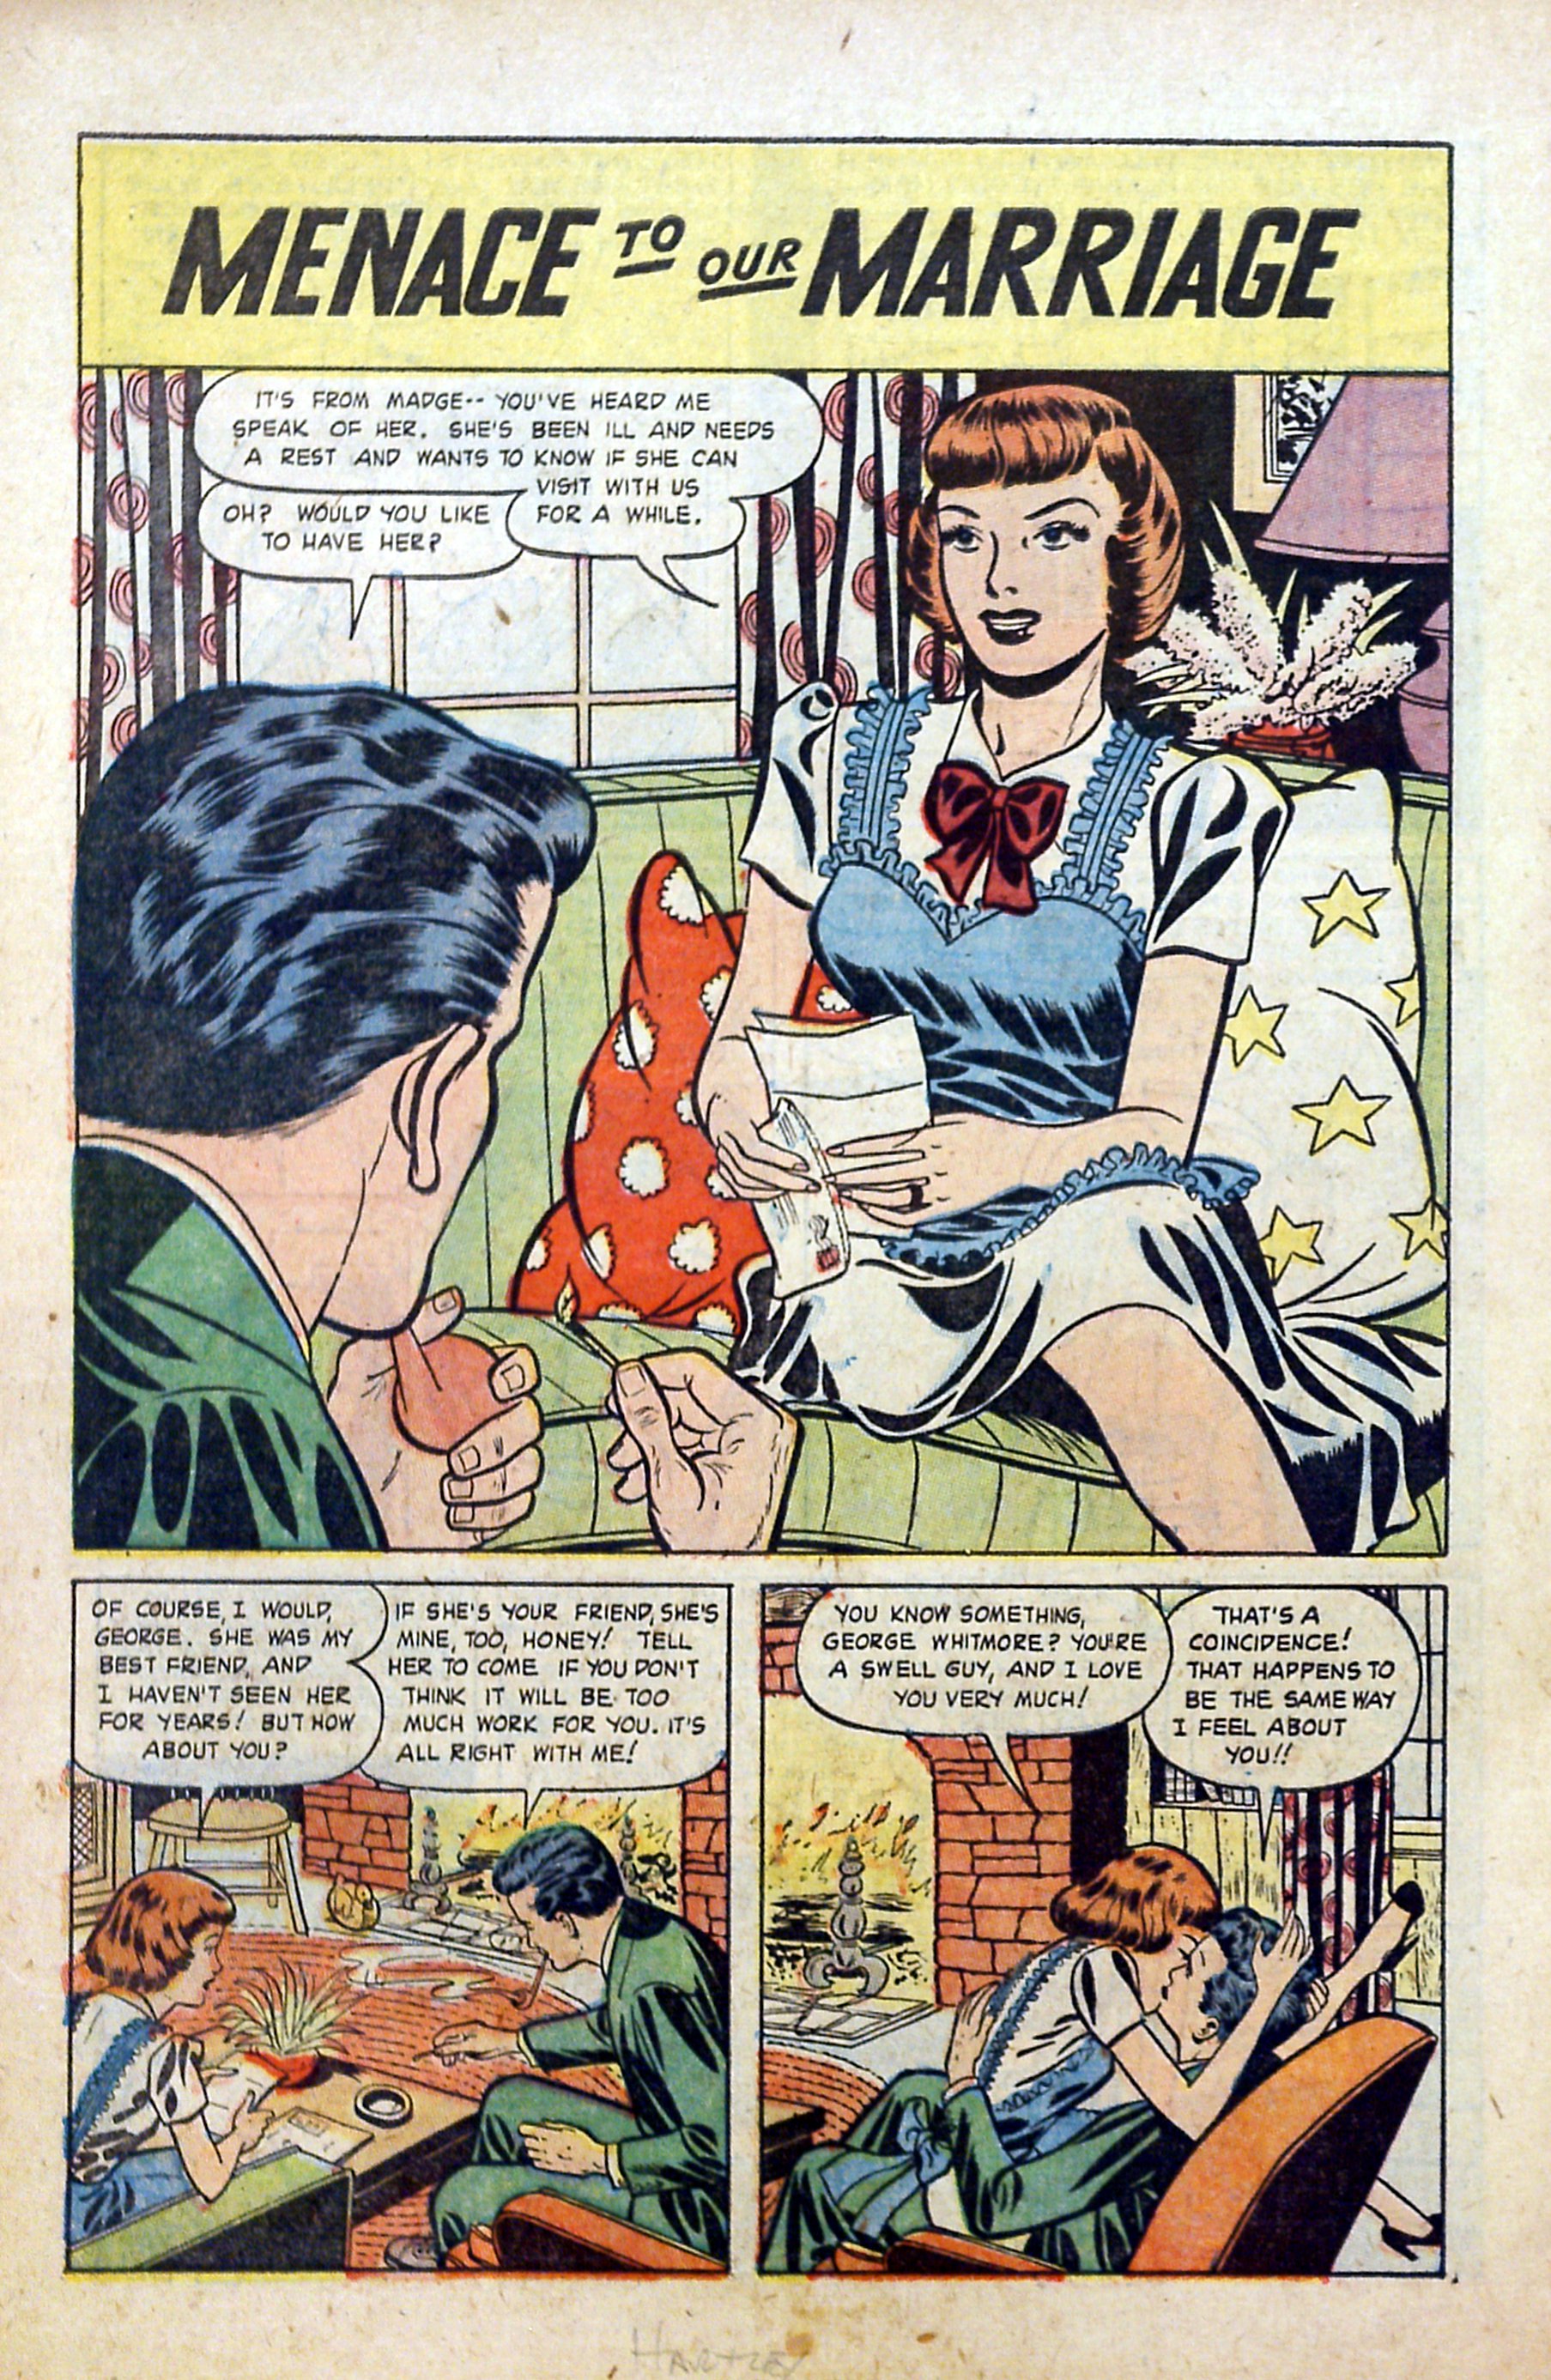 MENACE TO OUR MARRIAGE
IT'S FROM MADGE-- YOU'VE HEARD ME
SPEAK OF HER. SHE'S BEEN ILL AND NEEDS
A REST AND WANTS TO KNOW IF SHE CAN
VISIT WITH US
FOR A WHILE.
OH? WOULD YOU LIKE
TO HAVE HER?
OF COURSE, I WOULD,
GEORGE. SHE WAS MY
BEST FRIEND, AND
I HAVEN'T SEEN HER
FOR YEARS! BUT HOW
ABOUT YOU?
IF SHE'S YOUR FRIEND, SHE'S
MINE, TOO, HONEY! TELL
HER TO COME IF YOU DON'T
THINK IT WILL BE TOO
MUCH WORK FOR YOU. IT'S
ALL RIGHT WITH ME!
YOU KNOW SOMETHING,
GEORGE WHITMORE? YOU'RE
A SWELL GUY, AND I LOVE
YOU VERY MUCH!
THAT'S A
COINCIDENCE!
THAT HAPPENS TO
BE THE SAME WAY
I FEEL ABOUT
YOU!!
HARTLEY